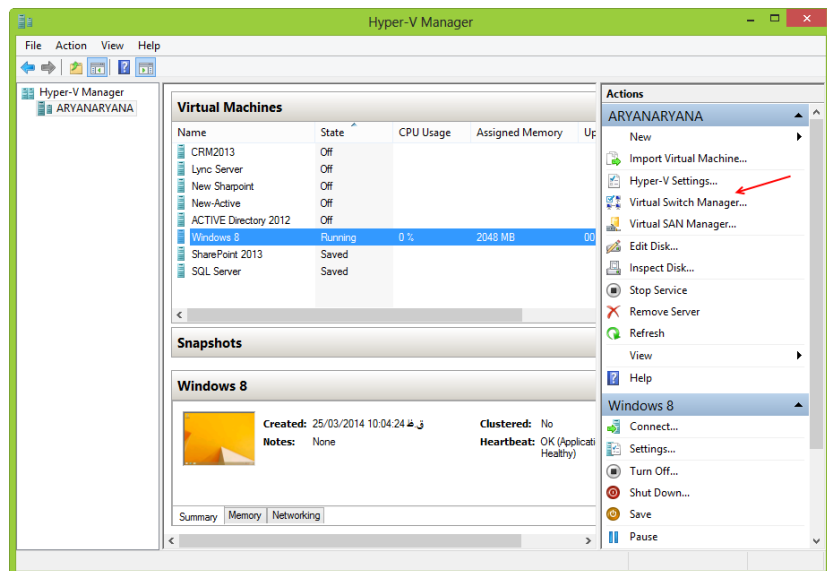 Hyper-V Manager
File Action View Help
Hyper-V Manager
ARYANARYANA
Virtual Machines
Name State CPU Usage Assigned Memory Up
CRM2013 Off
Lync Server Off
New Sharpoint Off
New-Active Off
ACTIVE Directory 2012 Off
Windows 8 Running 0 % 2048 MB 00
SharePoint 2013 Saved
SQL Server Saved
Snapshots
Windows 8
Created: 25/03/2014 10:04:24 ق.ظ Clustered: No
Notes: None Heartbeat: OK (Applicati
Healthy)
Summary Memory Networking
Actions
ARYANARYANA
New
Import Virtual Machine...
Hyper-V Settings...
Virtual Switch Manager...
Virtual SAN Manager...
Edit Disk...
Inspect Disk...
Stop Service
Remove Server
Refresh
View
Help
Windows 8
Connect...
Settings...
Turn Off...
Shut Down...
Save
Pause